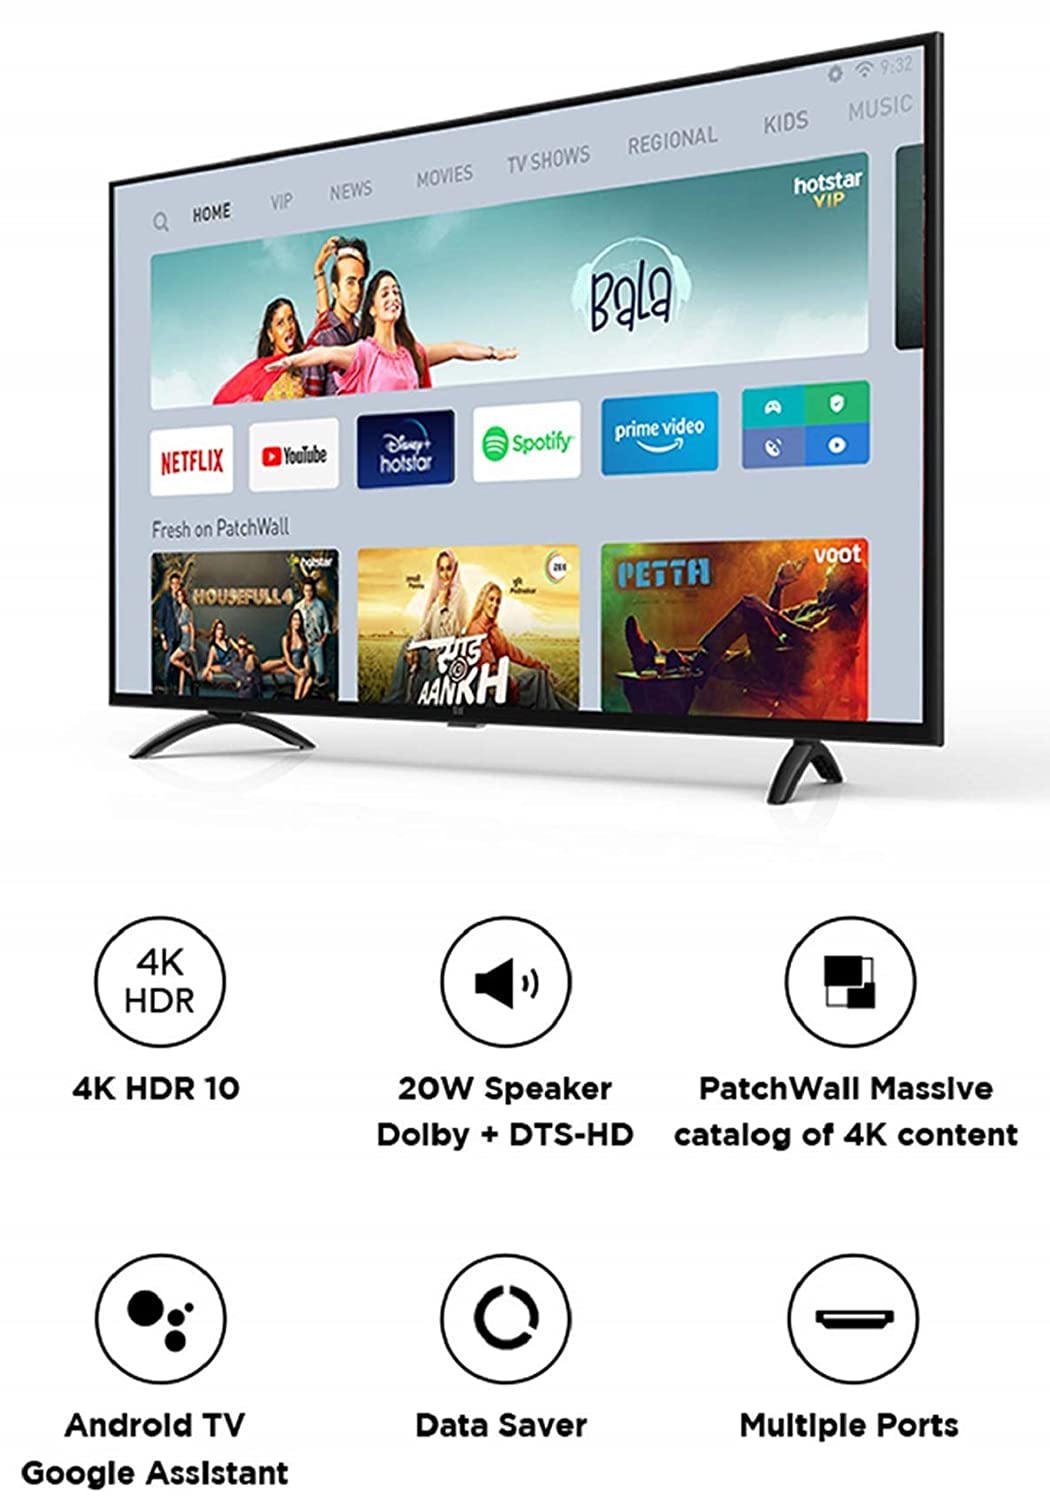 9:32
HOME VIP NEWS MOVIES TV SHOWS REGIONAL KIDS MUSIC
hotstar
VIP
BaLa
NETFLIX
YouTube
Disney+
hotstar
Spotify
prime video
Fresh on PatchWall
hotstar
HOUSEFULL4
ZEE
सांड
की
AANKH
PETTA
voot
4K
HDR
4K HDR 10
20W Speaker
Dolby + DTS-HD
PatchWall Massive
catalog of 4K content
Android TV
Google Assistant
Data Saver
Multiple Ports